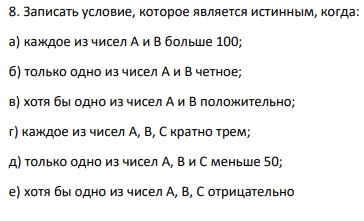 8. Записать условие, которое является истинным, когда:
а) каждое из чисел А и В больше 100;
б) только одно из чисел А и В четное;
в) хотя бы одно из чисел А и В положительно;
г) каждое из чисел А, В, С кратно трем;
д) только одно из чисел А, В и С меньше 50;
е) хотя бы одно из чисел А, В, С отрицательно